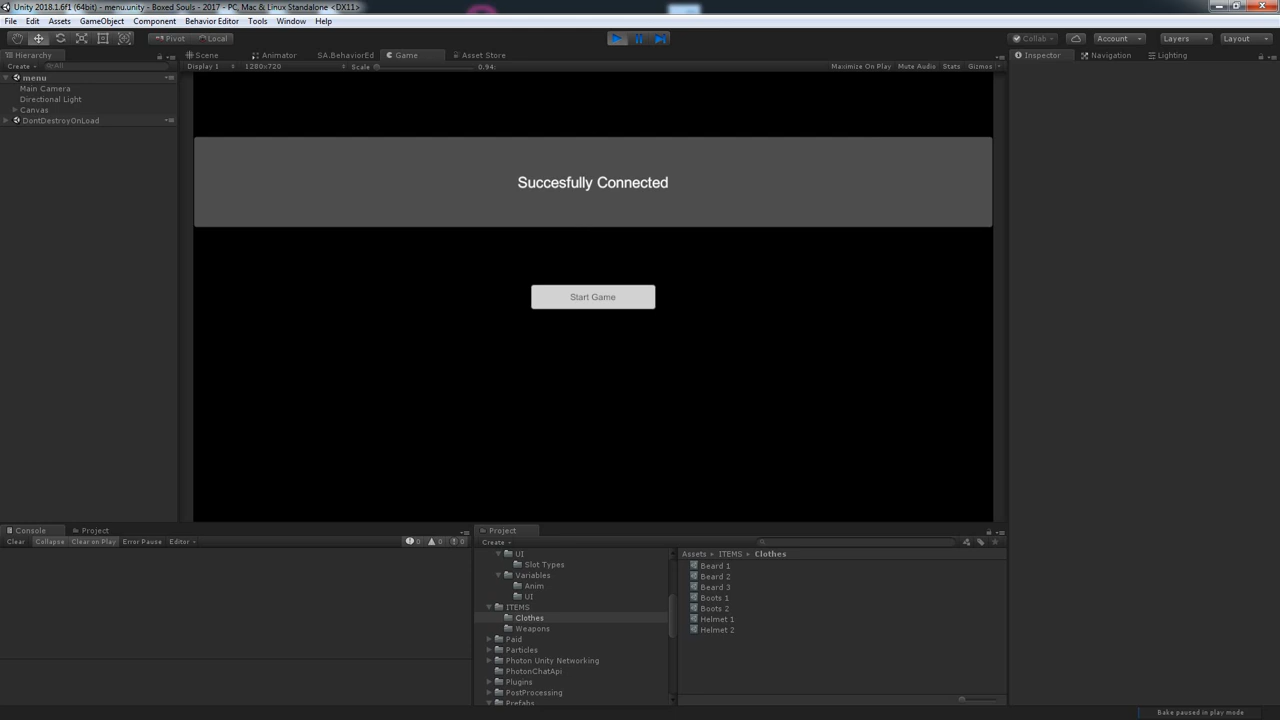 Unity 2018.1.6f1 (64bit) - menu.unity - Boxed Souls - 2017 - PC, Mac & Linux Standalone <DX11>
File Edit Assets GameObject Component Behavior Editor Tools Window Help
Pivot Local Collab Account Layers Layout
Hierarchy Scene Animator SA.BehaviorEd Game Asset Store Inspector Navigation Lighting
Create All Display 1 1280x720 Scale 0.94: Maximize On Play Mute Audio Stats Gizmos
menu
Main Camera
Directional Light
Canvas
DontDestroyOnLoad
Succesfully Connected
Start Game
Console Project
Clear Collapse Clear on Play Error Pause Editor 0 0 0
Project
Create
UI
Slot Types
Variables
Anim
UI
ITEMS
Clothes
Weapons
Paid
Particles
Photon Unity Networking
PhotonChatApi
Plugins
PostProcessing
Prefabs
Assets ITEMS Clothes
Beard 1
Beard 2
Beard 3
Boots 1
Boots 2
Helmet 1
Helmet 2
Bake paused in play mode